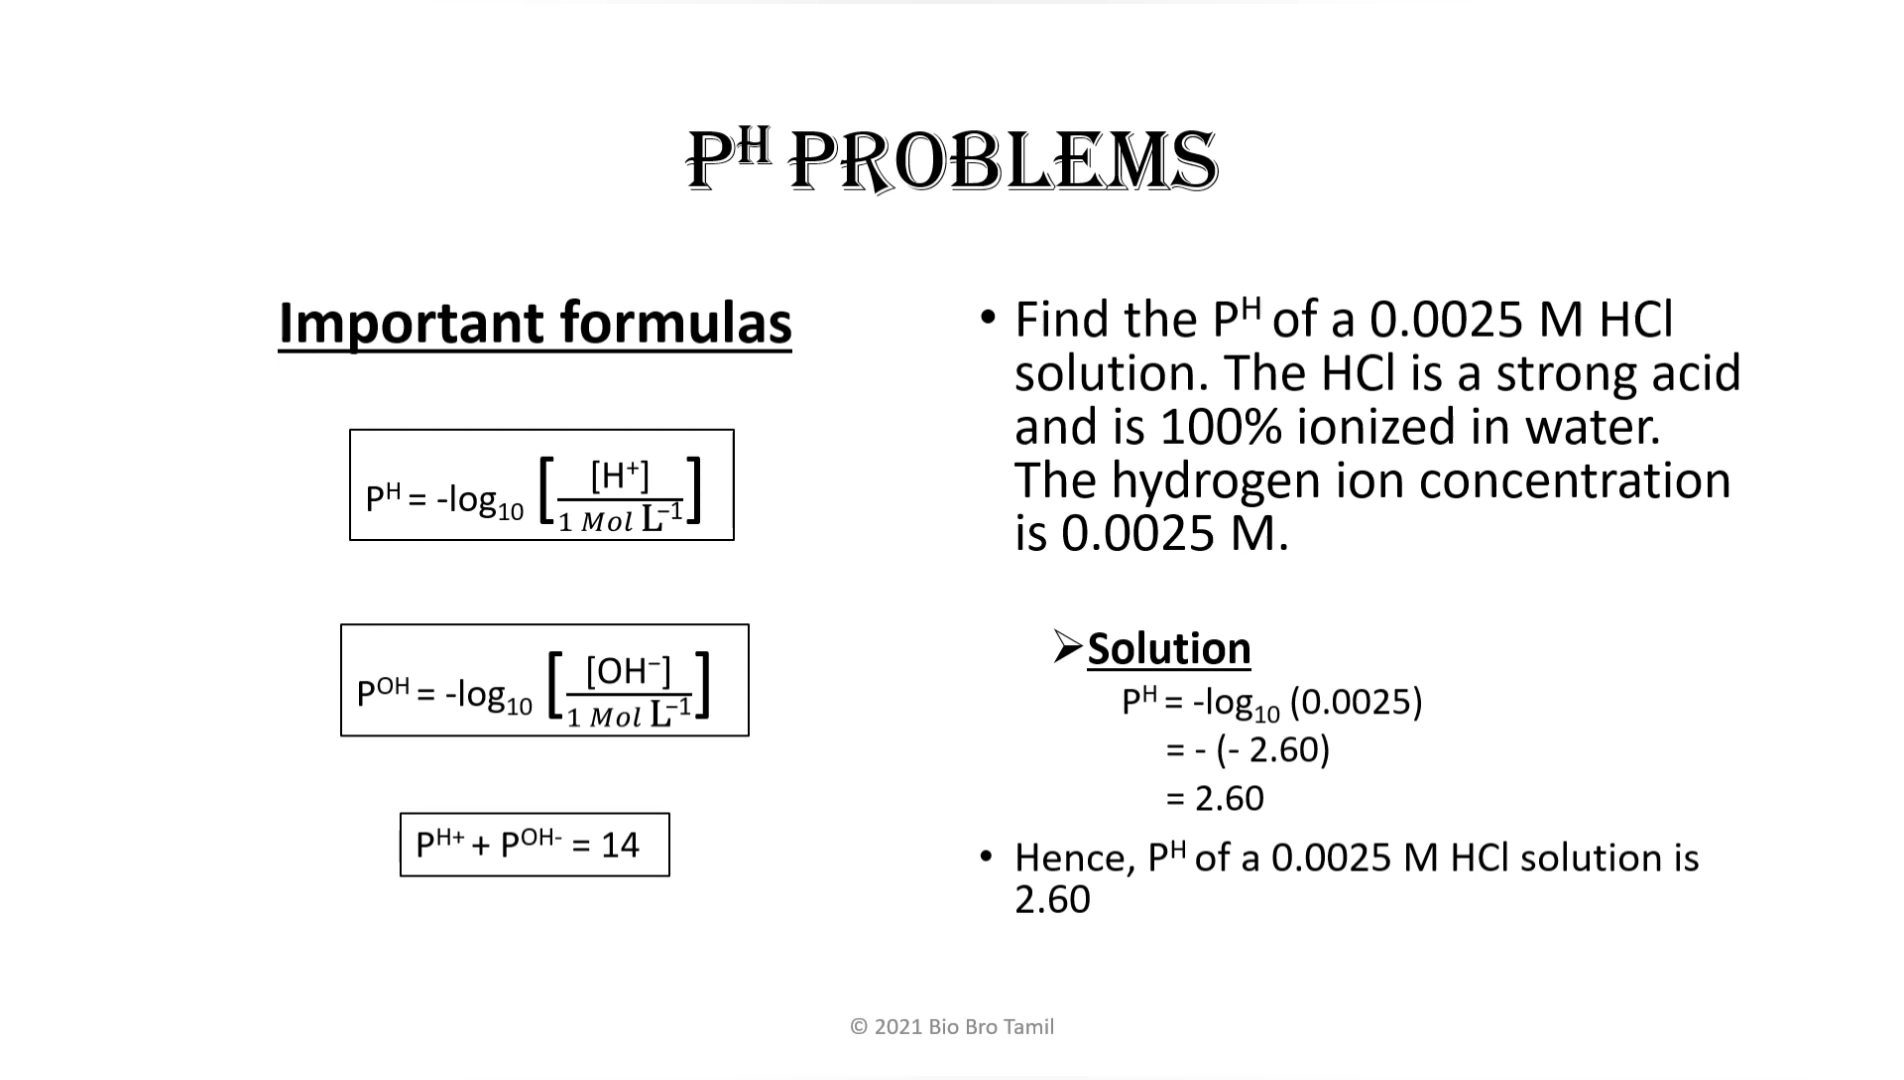 Pᴴ PROBLEMS
Important formulas
Pᴴ = -log₁₀ [ [H⁺] / 1 Mol L⁻¹ ]
Pᴼᴴ = -log₁₀ [ [OH⁻] / 1 Mol L⁻¹ ]
Pᴴ⁺ + Pᴼᴴ⁻ = 14
• Find the Pᴴ of a 0.0025 M HCl
solution. The HCl is a strong acid
and is 100% ionized in water.
The hydrogen ion concentration
is 0.0025 M.
➢Solution
Pᴴ = -log₁₀ (0.0025)
= - (- 2.60)
= 2.60
• Hence, Pᴴ of a 0.0025 M HCl solution is
2.60
© 2021 Bio Bro Tamil